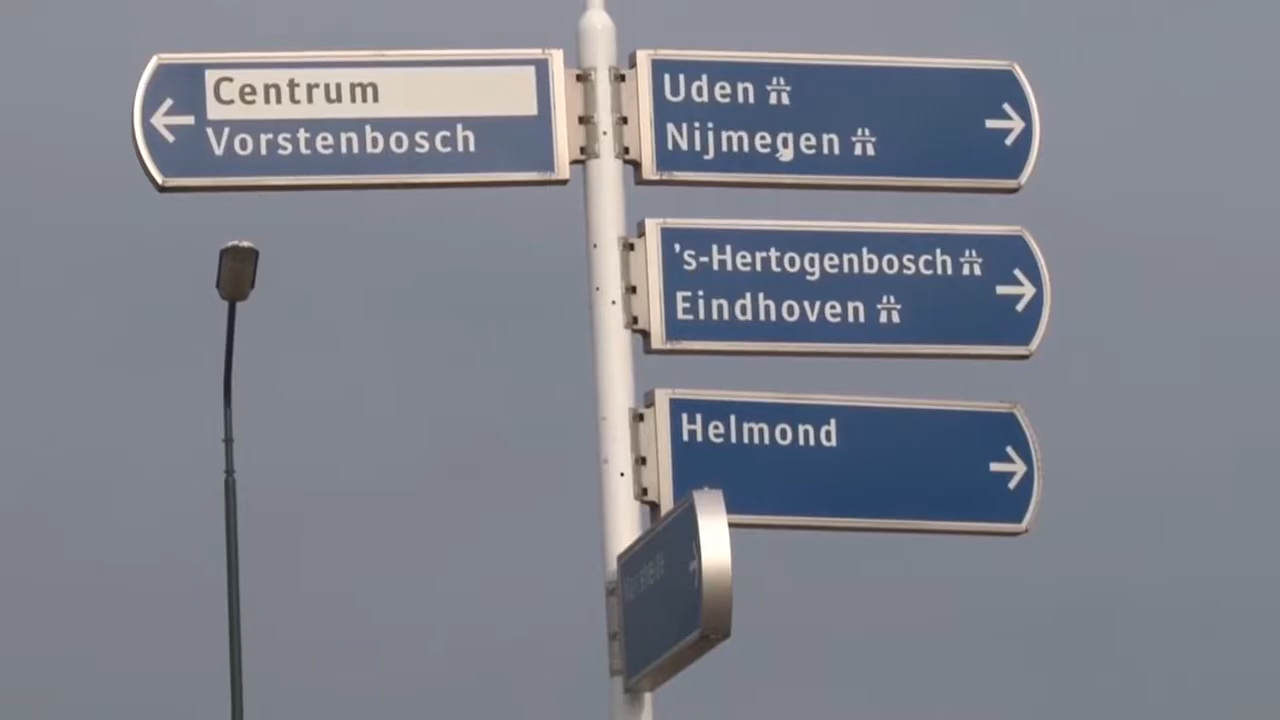 Centrum
Vorstenbosch
Uden
Nijmegen
's-Hertogenbosch
Eindhoven
Helmond